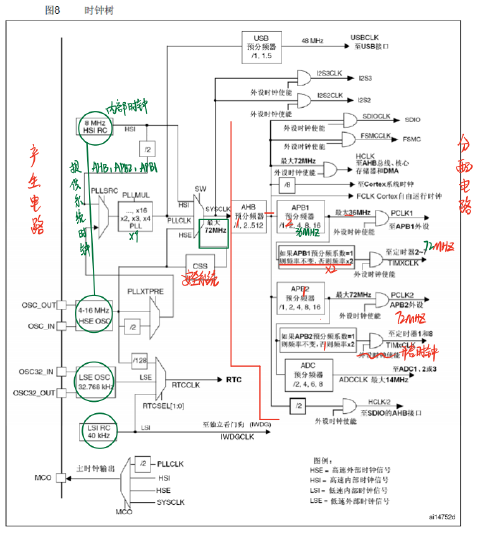 图8 时钟树
USB
预分频器
/1, 1.5
48 MHz
USBCLK
至USB接口
I2S3CLK
外设时钟使能
I2S3
I2S2CLK
外设时钟使能
I2S2
SDIOCLK
外设时钟使能
SDIO
FSMCCLK
外设时钟使能
FSMC
内部时钟
8 MHz
HSI RC
HSI
/2
AHB, APB2, APB1
提供系统时钟
产生电路
分配电路
PLLSRC
PLLMUL
..., x16
x2, x3, x4
PLL
x9
SW
HSI
PLLCLK
HSE
SYSCLK
最大
72MHz
AHB
预分频器
/1, 2..512
最大72MHz
HCLK
至AHB总线、核心
存储器和DMA
外设时钟使能
/8
至Cortex系统时钟
FCLK Cortex自由运行时钟
APB1
预分频器
/1, 2, 4, 8, 16
36MHz
最大36MHz
PCLK1
至APB1外设
外设时钟使能
如果APB1预分频系数=1
则频率不变,否则频率x2
x2
至定时器2~7
TIMXCLK
72MHz
外设时钟使能
CSS
OSC_OUT
OSC_IN
4-16 MHz
HSE OSC
PLLXTPRE
/2
APB2
预分频器
/1, 2, 4, 8, 16
最大72MHz
PCLK2
APB2外设
72MHz
外设时钟使能
如果APB2预分频系数=1
则频率不变,否则频率x2
至定时器1和8
TIMxCLK
外设时钟使能
ADC
预分频器
/2, 4, 6, 8
至ADC1, 2或3
ADCCLK 最大14MHz
/2
HCLK/2
至SDIO的AHB接口
外设时钟使能
OSC32_IN
OSC32_OUT
LSE OSC
32.768 kHz
/128
LSE
RTCCLK
RTC
RTCSEL[1:0]
LSI RC
40 kHz
LSI
至独立看门狗 (IWDG)
IWDGCLK
MCO
主时钟输出
/2
PLLCLK
HSI
HSE
SYSCLK
MCO
图例:
HSE = 高速外部时钟信号
HSI = 高速内部时钟信号
LSI = 低速内部时钟信号
LSE = 低速外部时钟信号
ai14752d